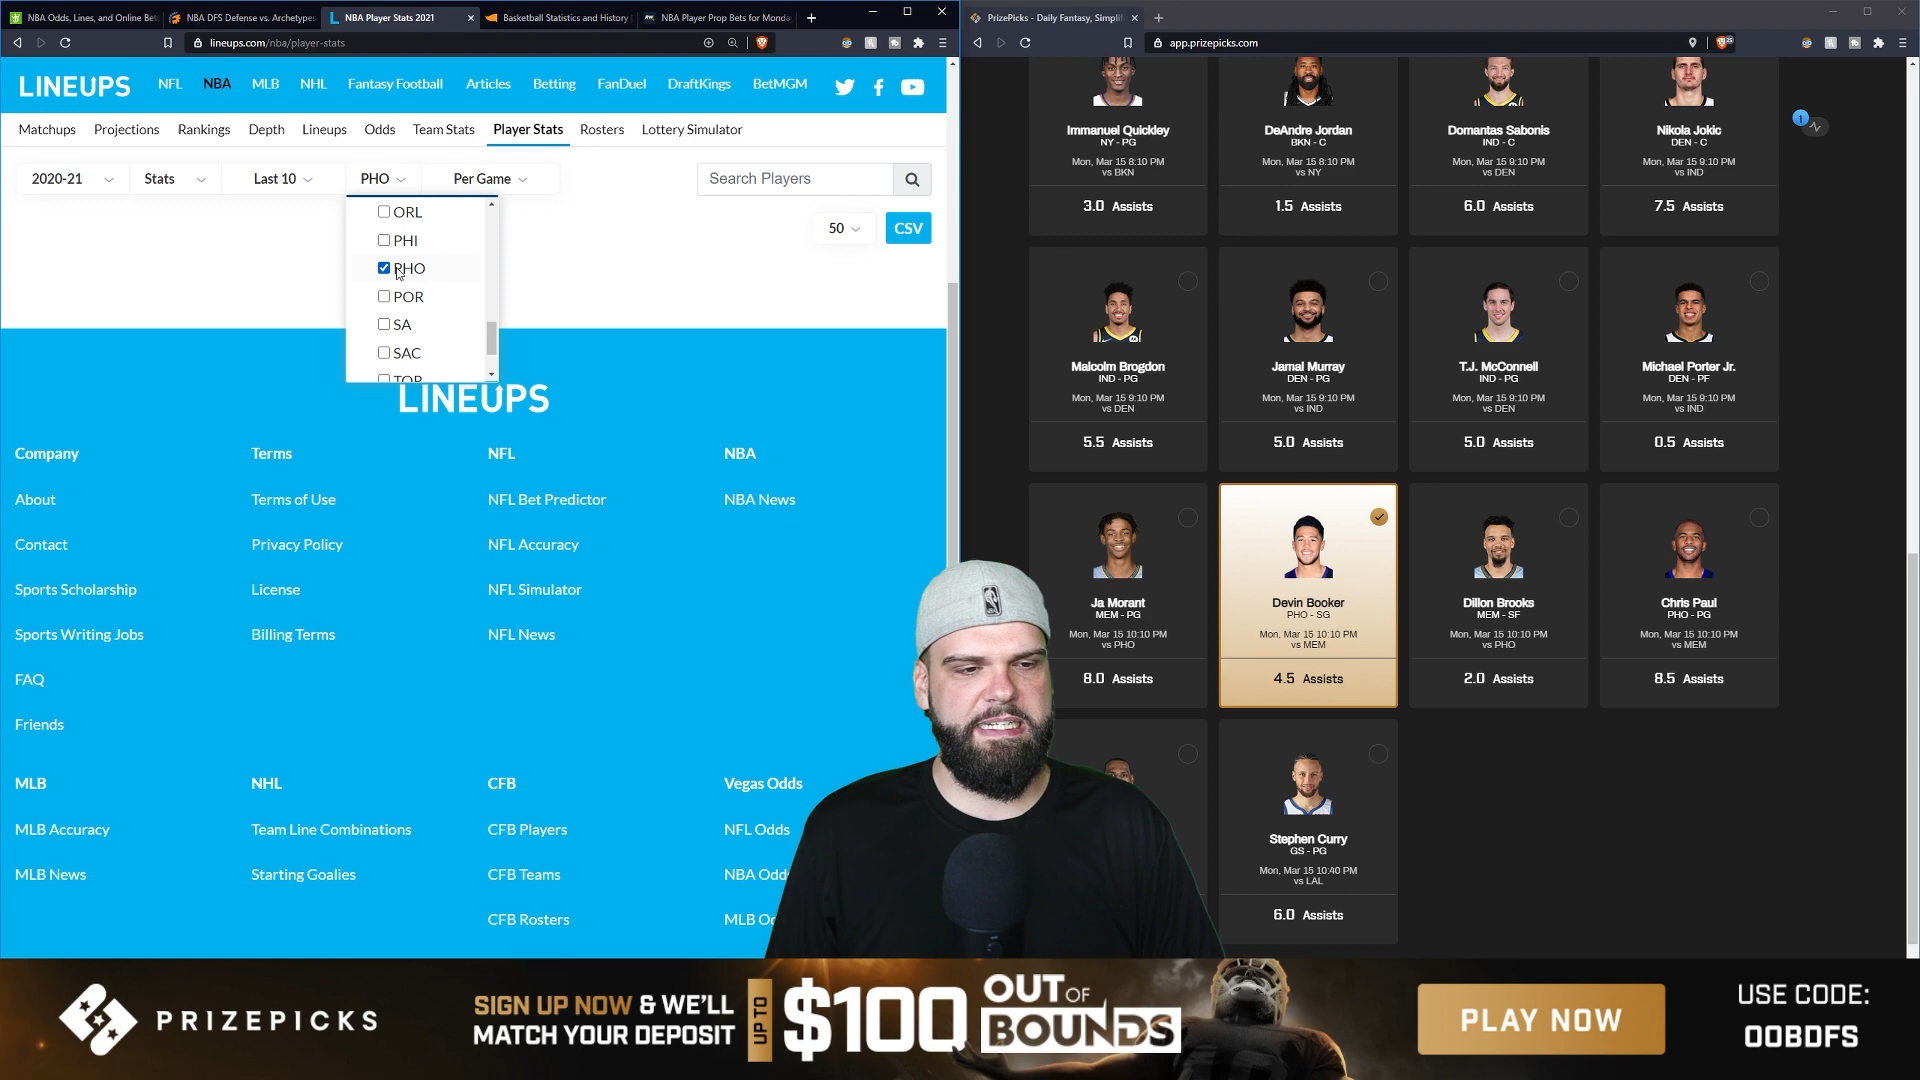 NBA Odds, Lines, and Online Bet
NBA DFS Defense vs. Archetypes
NBA Player Stats 2021
Basketball Statistics and History
NBA Player Prop Bets for Monda
lineups.com/nba/player-stats
LINEUPS
NFL
NBA
MLB
NHL
Fantasy Football
Articles
Betting
FanDuel
DraftKings
BetMGM
Matchups
Projections
Rankings
Depth
Lineups
Odds
Team Stats
Player Stats
Rosters
Lottery Simulator
2020-21
Stats
Last 10
PHO
Per Game
Search Players
50
CSV
ORL
PHI
PHO
POR
SA
SAC
TOR
LINEUPS
Company
Terms
NFL
NBA
About
Terms of Use
NFL Bet Predictor
NBA News
Contact
Privacy Policy
NFL Accuracy
Sports Scholarship
License
NFL Simulator
Sports Writing Jobs
Billing Terms
NFL News
FAQ
Friends
MLB
NHL
CFB
Vegas Odds
MLB Accuracy
Team Line Combinations
CFB Players
NFL Odds
MLB News
Starting Goalies
CFB Teams
NBA Odd
CFB Rosters
MLB Od
PrizePicks - Daily Fantasy, Simplif
app.prizepicks.com
1
Immanuel Quickley
NY - PG
Mon, Mar 15 8:10 PM
vs BKN
3.0 Assists
DeAndre Jordan
BKN - C
Mon, Mar 15 8:10 PM
vs NY
1.5 Assists
Domantas Sabonis
IND - C
Mon, Mar 15 9:10 PM
vs DEN
6.0 Assists
Nikola Jokic
DEN - C
Mon, Mar 15 9:10 PM
vs IND
7.5 Assists
Malcolm Brogdon
IND - PG
Mon, Mar 15 9:10 PM
vs DEN
5.5 Assists
Jamal Murray
DEN - PG
Mon, Mar 15 9:10 PM
vs IND
5.0 Assists
T.J. McConnell
IND - PG
Mon, Mar 15 9:10 PM
vs DEN
5.0 Assists
Michael Porter Jr.
DEN - PF
Mon, Mar 15 9:10 PM
vs IND
0.5 Assists
Ja Morant
MEM - PG
Mon, Mar 15 10:10 PM
vs PHO
8.0 Assists
Devin Booker
PHO - SG
Mon, Mar 15 10:10 PM
vs MEM
4.5 Assists
Dillon Brooks
MEM - SF
Mon, Mar 15 10:10 PM
vs PHO
2.0 Assists
Chris Paul
PHO - PG
Mon, Mar 15 10:10 PM
vs MEM
8.5 Assists
Stephen Curry
GS - PG
Mon, Mar 15 10:40 PM
vs LAL
6.0 Assists
PRIZEPICKS
SIGN UP NOW & WE'LL
MATCH YOUR DEPOSIT
UP TO
$100
OUT OF
BOUNDS
PLAY NOW
USE CODE:
OOBDFS